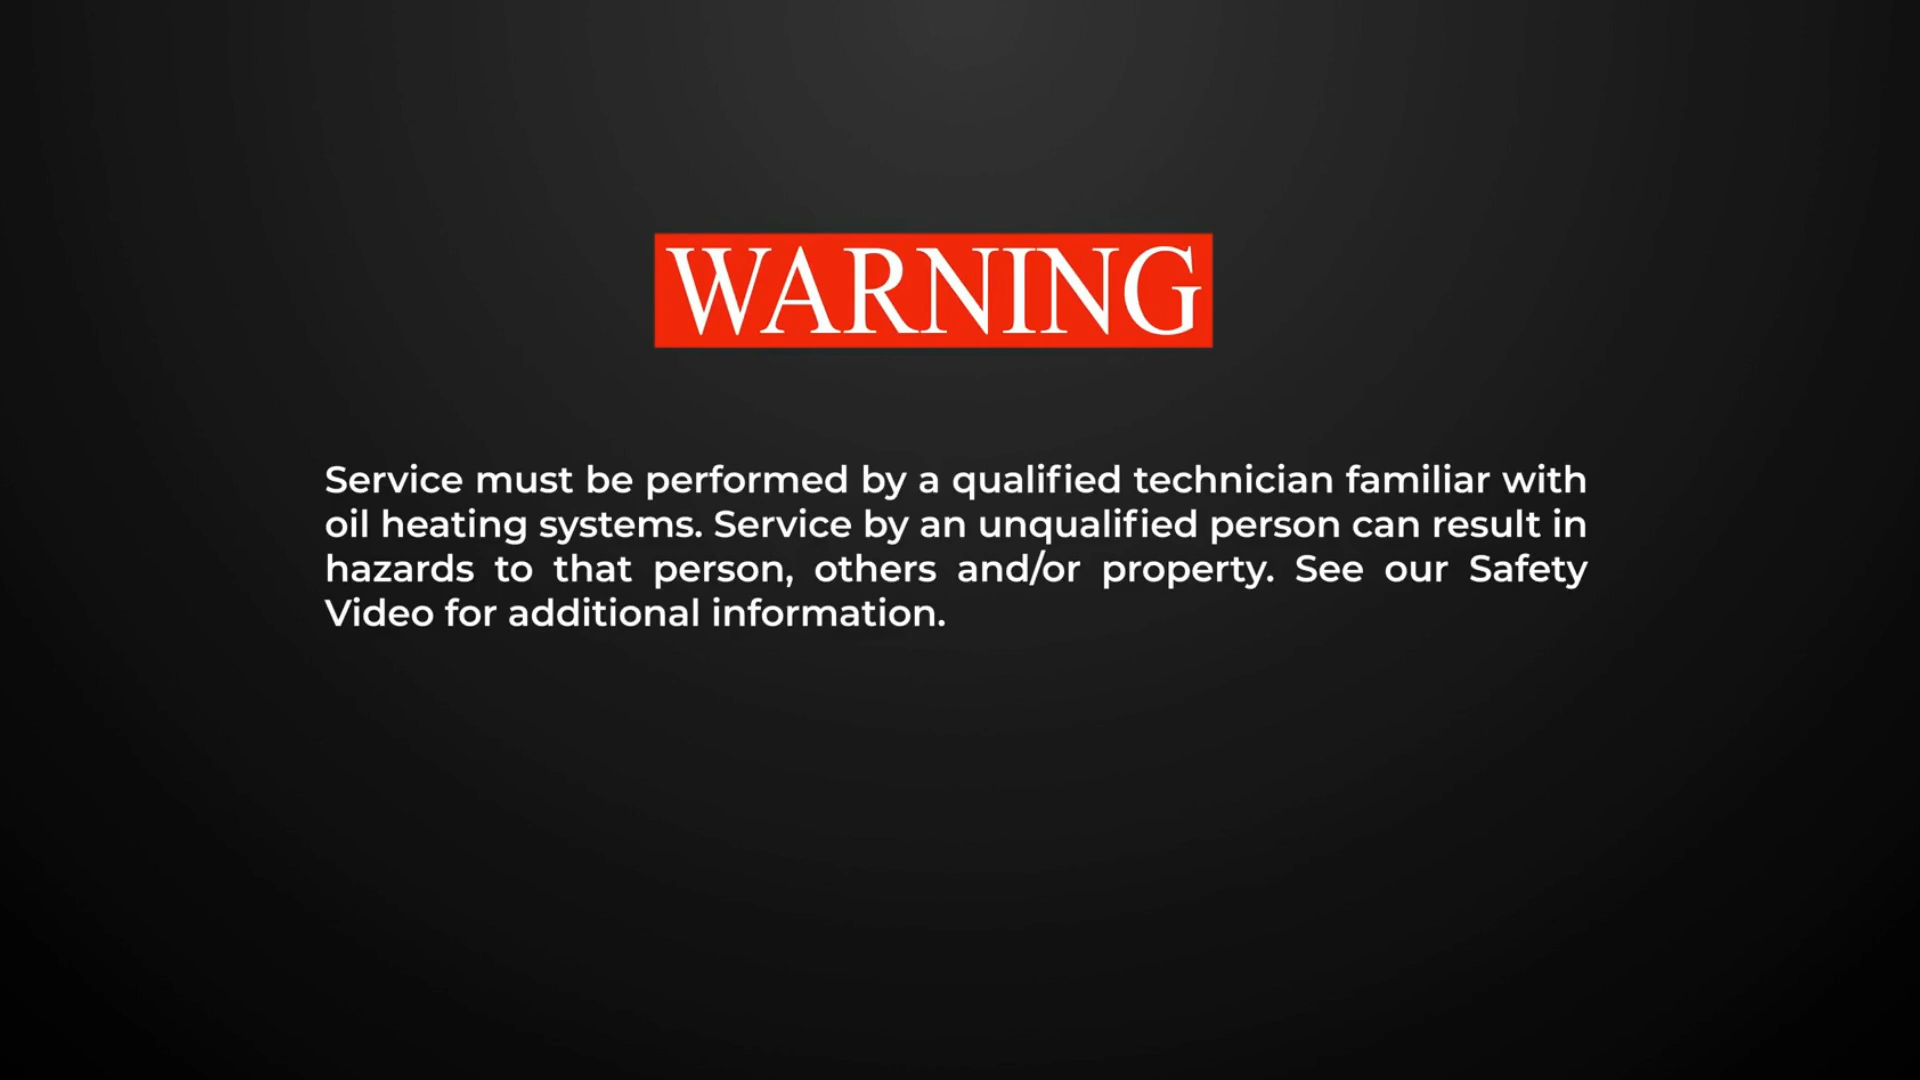 WARNING
Service must be performed by a qualified technician familiar with
oil heating systems. Service by an unqualified person can result in
hazards to that person, others and/or property. See our Safety
Video for additional information.